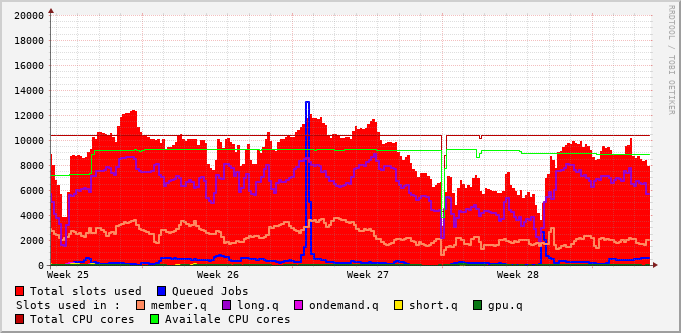 RRDTOOL / TOBI OETIKER
20000
18000
16000
14000
12000
10000
8000
6000
4000
2000
0
Week 25 Week 26 Week 27 Week 28
Total slots used Queued Jobs
Slots used in : member.q long.q ondemand.q short.q gpu.q
Total CPU cores Availale CPU cores